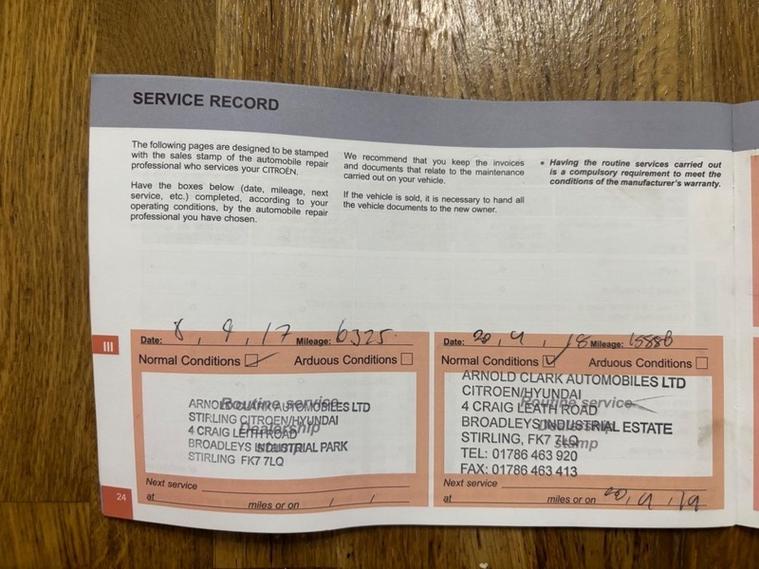 SERVICE RECORD
The following pages are designed to be stamped
with the sales stamp of the automobile repair
professional who services your CITROËN.
Have the boxes below (date, mileage, next
service, etc.) completed, according to your
operating conditions, by the automobile repair
professional you have chosen.
We recommend that you keep the invoices
and documents that relate to the maintenance
carried out on your vehicle.
If the vehicle is sold, it is necessary to hand all
the vehicle documents to the new owner.
• Having the routine services carried out
is a compulsory requirement to meet the
conditions of the manufacturer's warranty.
III
Date: 8, 9, 17 Mileage: 6325
Normal Conditions Arduous Conditions
Routine service
Dealership
stamp
ARNOLD CLARK AUTOMOBILES LTD
STIRLING CITROEN/HYUNDAI
4 CRAIG LEITH ROAD
BROADLEYS INDUSTRIAL PARK
STIRLING FK7 7LQ
Next service
at miles or on / /
Date: 20, 9, 18 Mileage:
Normal Conditions Arduous Conditions
Routine service
Dealership
stamp
ARNOLD CLARK AUTOMOBILES LTD
CITROEN/HYUNDAI
4 CRAIG LEATH ROAD
BROADLEYS INDUSTRIAL ESTATE
STIRLING, FK7 7LQ
TEL: 01786 463 920
FAX: 01786 463 413
Next service
at miles or on 20, 9, 19
24